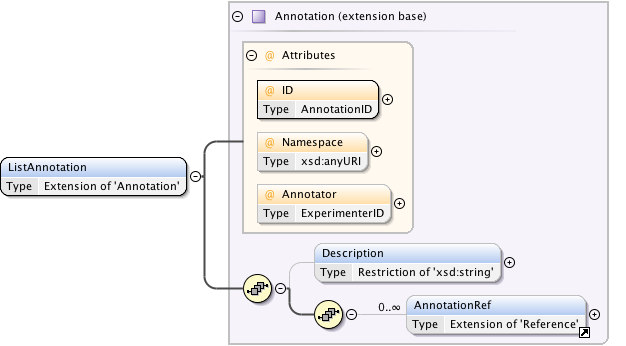 Annotation (extension base)
@ Attributes
@ ID
Type AnnotationID
@ Namespace
Type xsd:anyURI
@ Annotator
Type ExperimenterID
ListAnnotation
Type Extension of 'Annotation'
Description
Type Restriction of 'xsd:string'
0..∞
AnnotationRef
Type Extension of 'Reference'